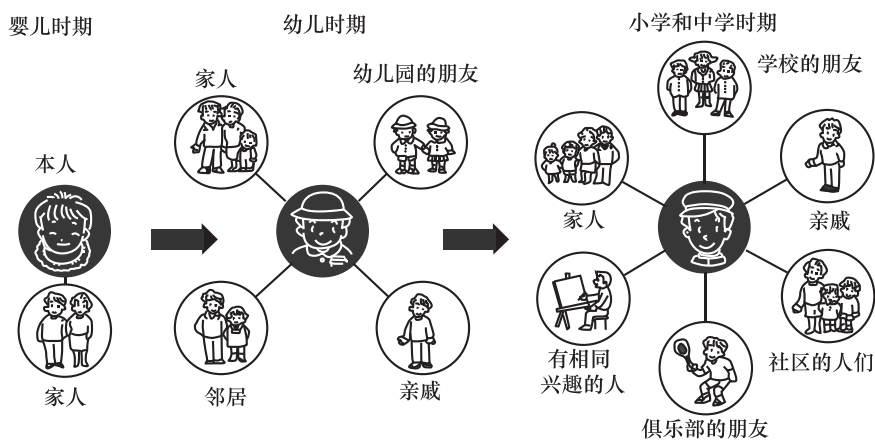 婴儿时期
本人
家人
幼儿时期
家人
幼儿园的朋友
邻居
亲戚
小学和中学时期
学校的朋友
家人
亲戚
有相同
兴趣的人
社区的人们
俱乐部的朋友